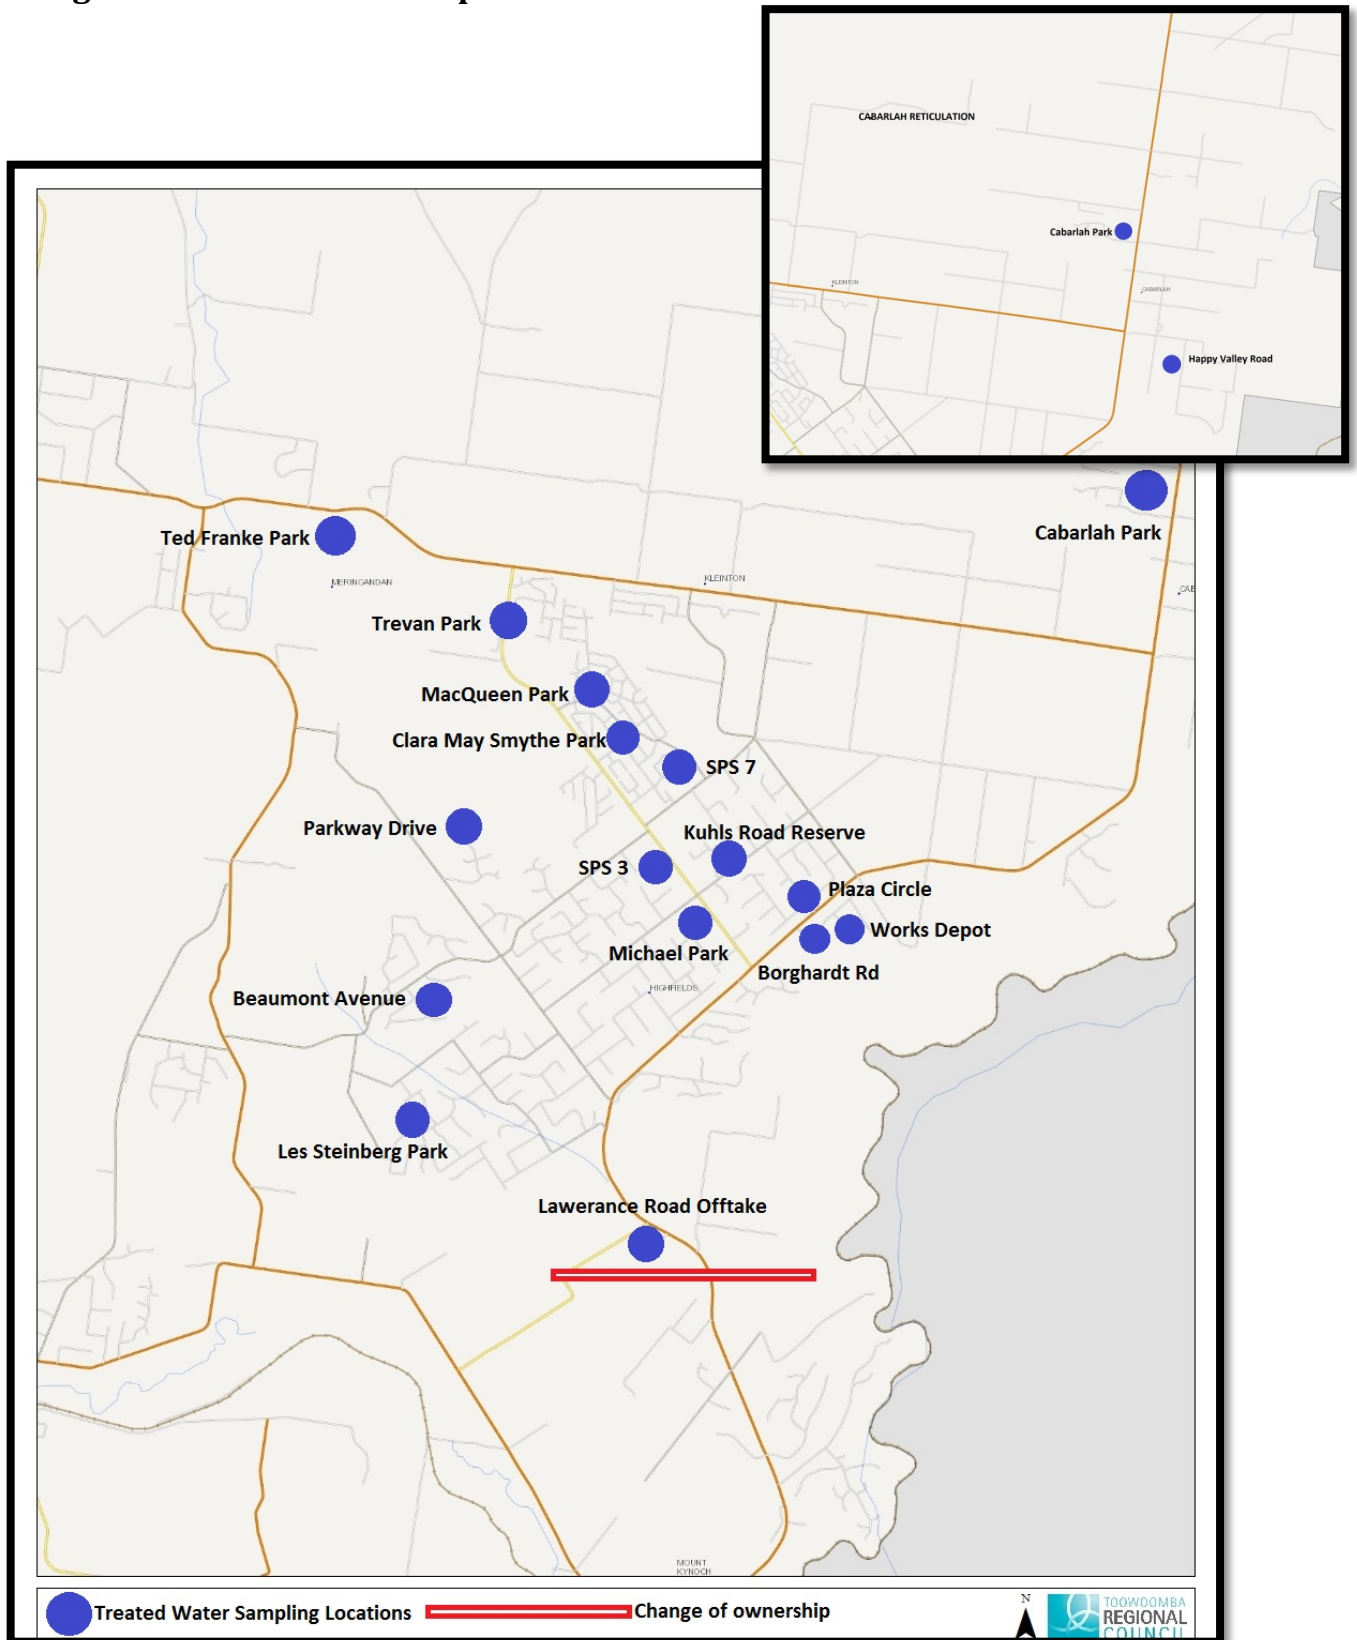 CABARLAH RETICULATION
Cabarlah Park
KLEINTON
CABARLAH
Happy Valley Road
Cabarlah Park
Ted Franke Park
MERINGANDAN
KLEINTON
CAB
Trevan Park
MacQueen Park
Clara May Smythe Park
SPS 7
Parkway Drive
Kuhls Road Reserve
SPS 3
Plaza Circle
Works Depot
Michael Park
Borghardt Rd
HIGHFIELDS
Beaumont Avenue
Les Steinberg Park
Lawerance Road Offtake
MOUNT
KYNOCH
Treated Water Sampling Locations
Change of ownership
N
TOOWOOMBA
REGIONAL
COUNCIL